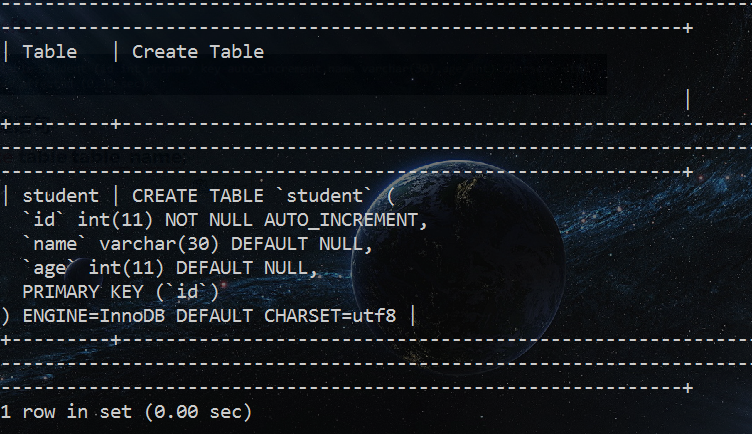 | Table | Create Table
|
| student | CREATE TABLE `student` (
`id` int(11) NOT NULL AUTO_INCREMENT,
`name` varchar(30) DEFAULT NULL,
`age` int(11) DEFAULT NULL,
PRIMARY KEY (`id`)
) ENGINE=InnoDB DEFAULT CHARSET=utf8 |
1 row in set (0.00 sec)